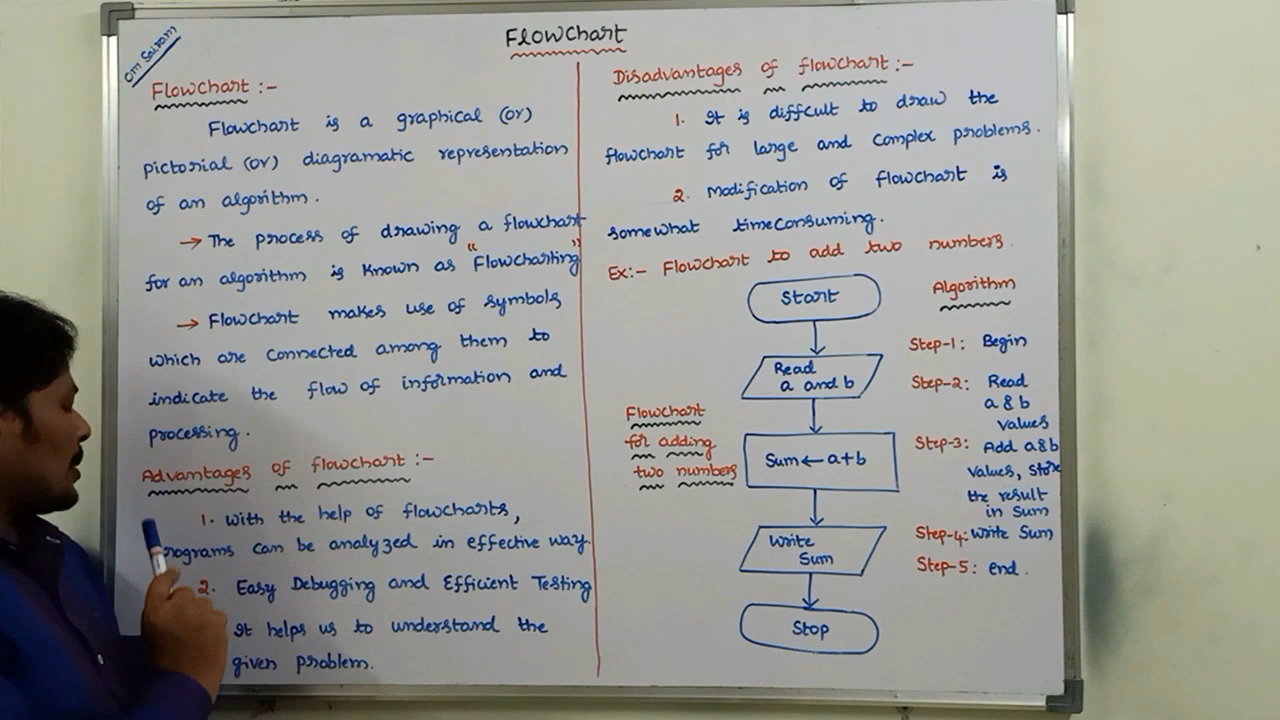 Om Sairam
Flowchart
Flowchart :-
Flowchart is a graphical (or)
pictorial (or) diagramatic representation
of an algorithm.
→ The process of drawing a flowchart
for an algorithm is known as "Flowcharting"
→ Flowchart makes use of symbols
which are connected among them to
indicate the flow of information and
processing.
Advantages of flowchart :-
1. with the help of flowcharts,
programs can be analyzed in effective way.
2. Easy Debugging and Efficient Testing
It helps us to understand the
given problem.
Disadvantages of flowchart :-
1. It is difficult to draw the
flowchart for large and complex problems.
2. Modification of flowchart is
somewhat timeconsuming.
Ex:- Flowchart to add two numbers.
Start
Read
a and b
Sum ← a+b
Write
Sum
Stop
Flowchart
for adding
two numbers
Algorithm
Step-1: Begin
Step-2: Read
a & b
values
Step-3: Add a&b
values, store
the result
in Sum
Step-4: Write Sum
Step-5: end.